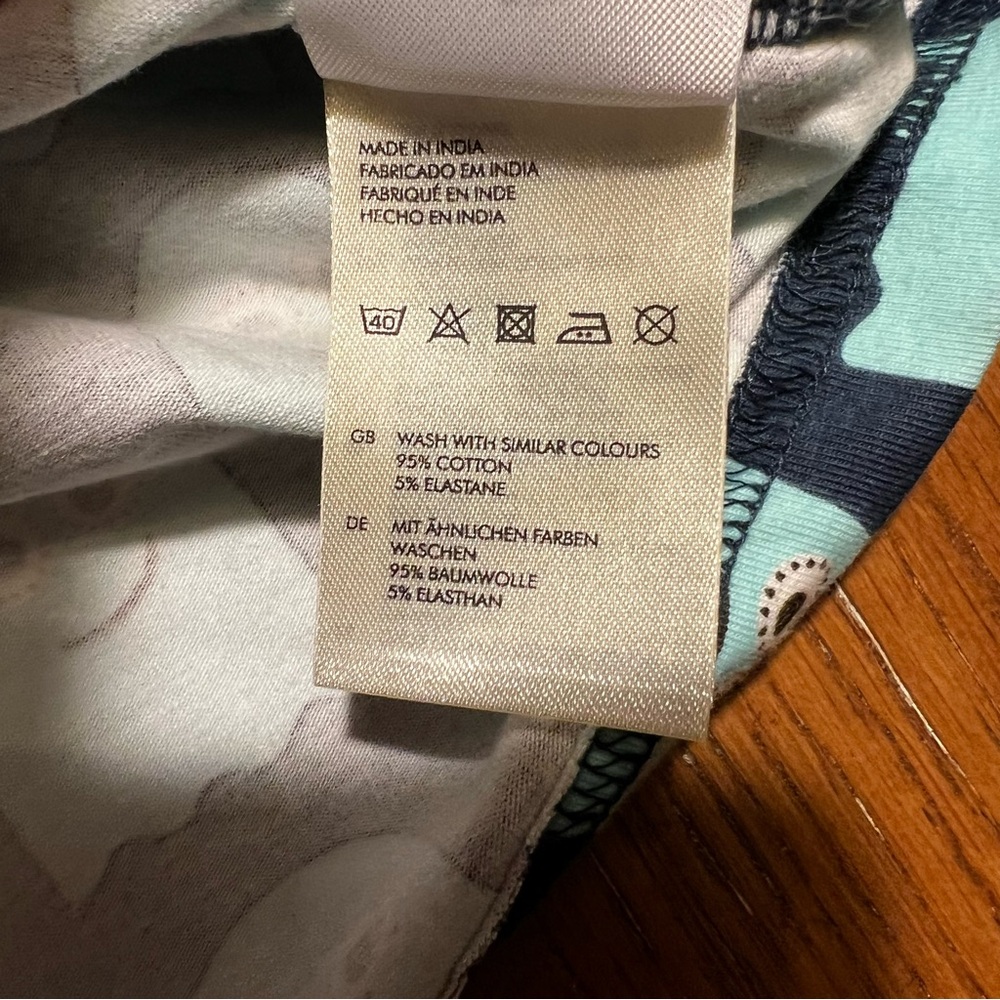 MADE IN INDIA
FABRICADO EM INDIA
FABRIQUÉ EN INDE
HECHO EN INDIA
40
GB WASH WITH SIMILAR COLOURS
95% COTTON
5% ELASTANE
DE MIT ÄHNLICHEN FARBEN
WASCHEN
95% BAUMWOLLE
5% ELASTHAN